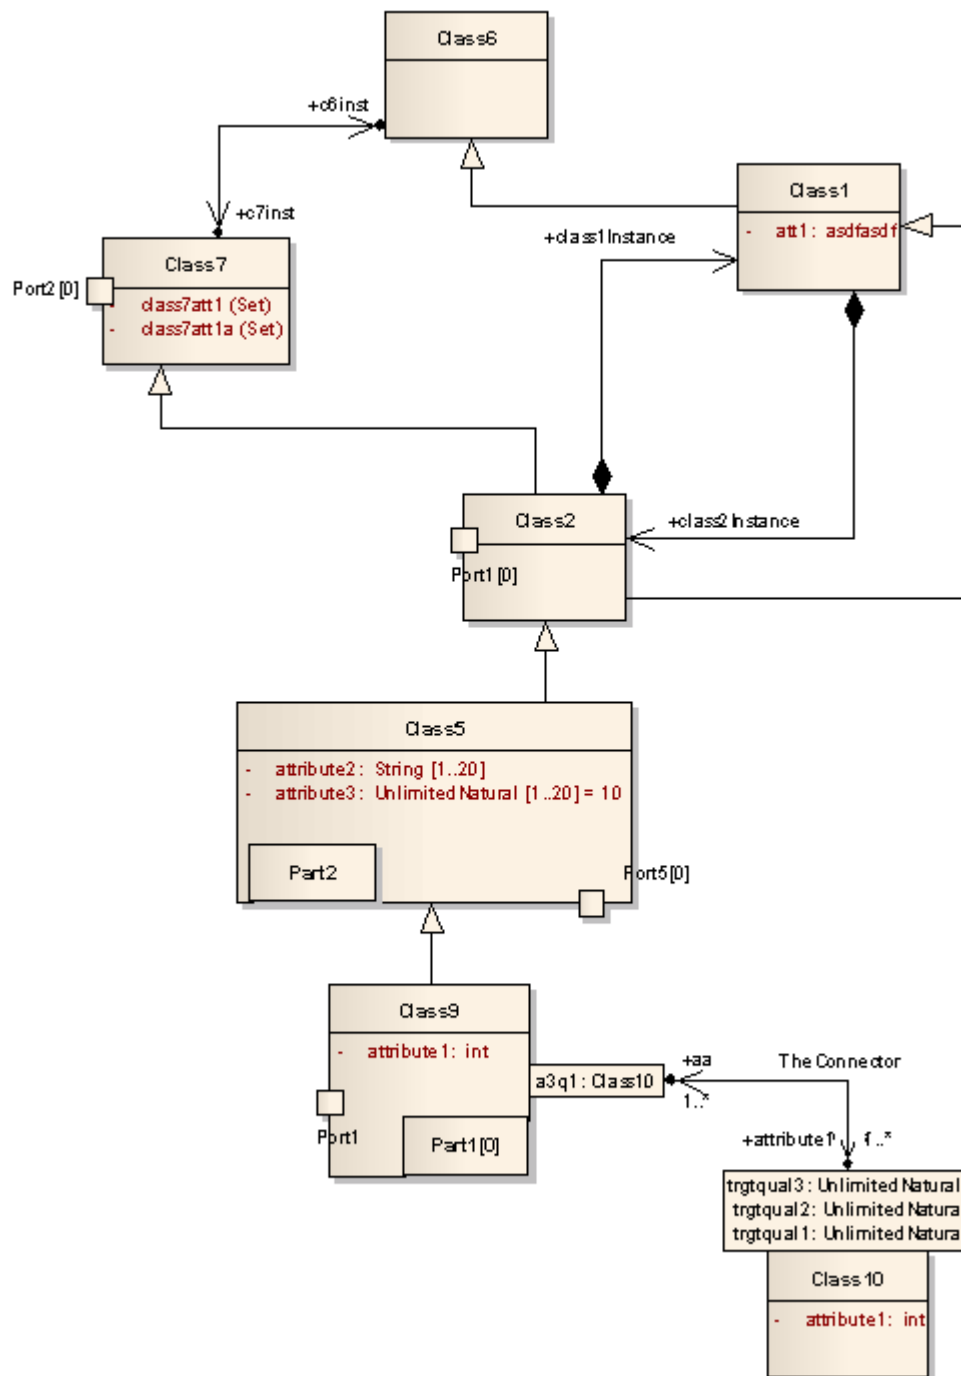 Class6
+c6inst
Class1
- att1: asdfasdf
+c7inst
+class1Instance
Class7
Port2[0]
- class7att1 (Set)
- class7att1a (Set)
Class2
+class2Instance
Port1[0]
Class5
- attribute2: String [1..20]
- attribute3: Unlimited Natural [1..20] = 10
Part2
Port5[0]
Class9
- attribute1: int
+aa
The Connector
a3q1: Class10
1..*
Port1
Part1[0]
+attribute1
1..*
trgtqual3: Unlimited Natural
trgtqual2: Unlimited Natura
trgtqual1: Unlimited Natura
Class10
- attribute1: int